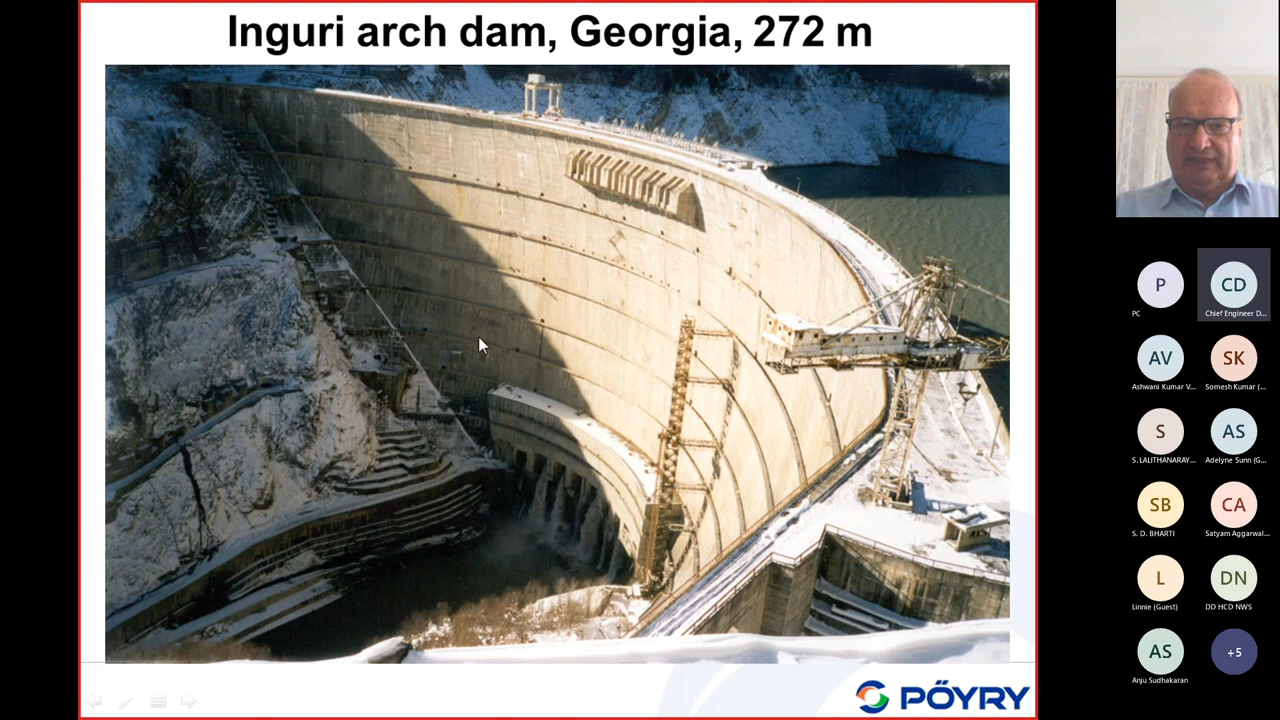 Inguri arch dam, Georgia, 272 m
PÖYRY
P
PC
CD
Chief Engineer D...
AV
Ashwani Kumar V...
SK
Somesh Kumar (...
S
S. LALITHANARAY...
AS
Adelyne Sunn (G...
SB
S. D. BHARTI
CA
Satyam Aggarwal...
L
Linnie (Guest)
DN
DD HCD NWS
AS
Anju Sudhakaran
+5